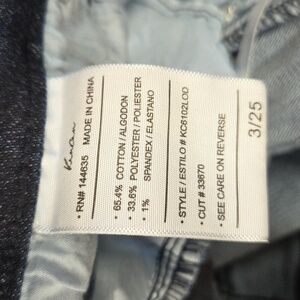 • RN# 144635 MADE IN CHINA
• 65.4% COTTON / ALGODON
• 33.6% POLYESTER / POLIESTER
• 1% SPANDEX / ELASTANO
• STYLE / ESTILO # KC6102LOD
• CUT # 33670
• SEE CARE ON REVERSE
3/25